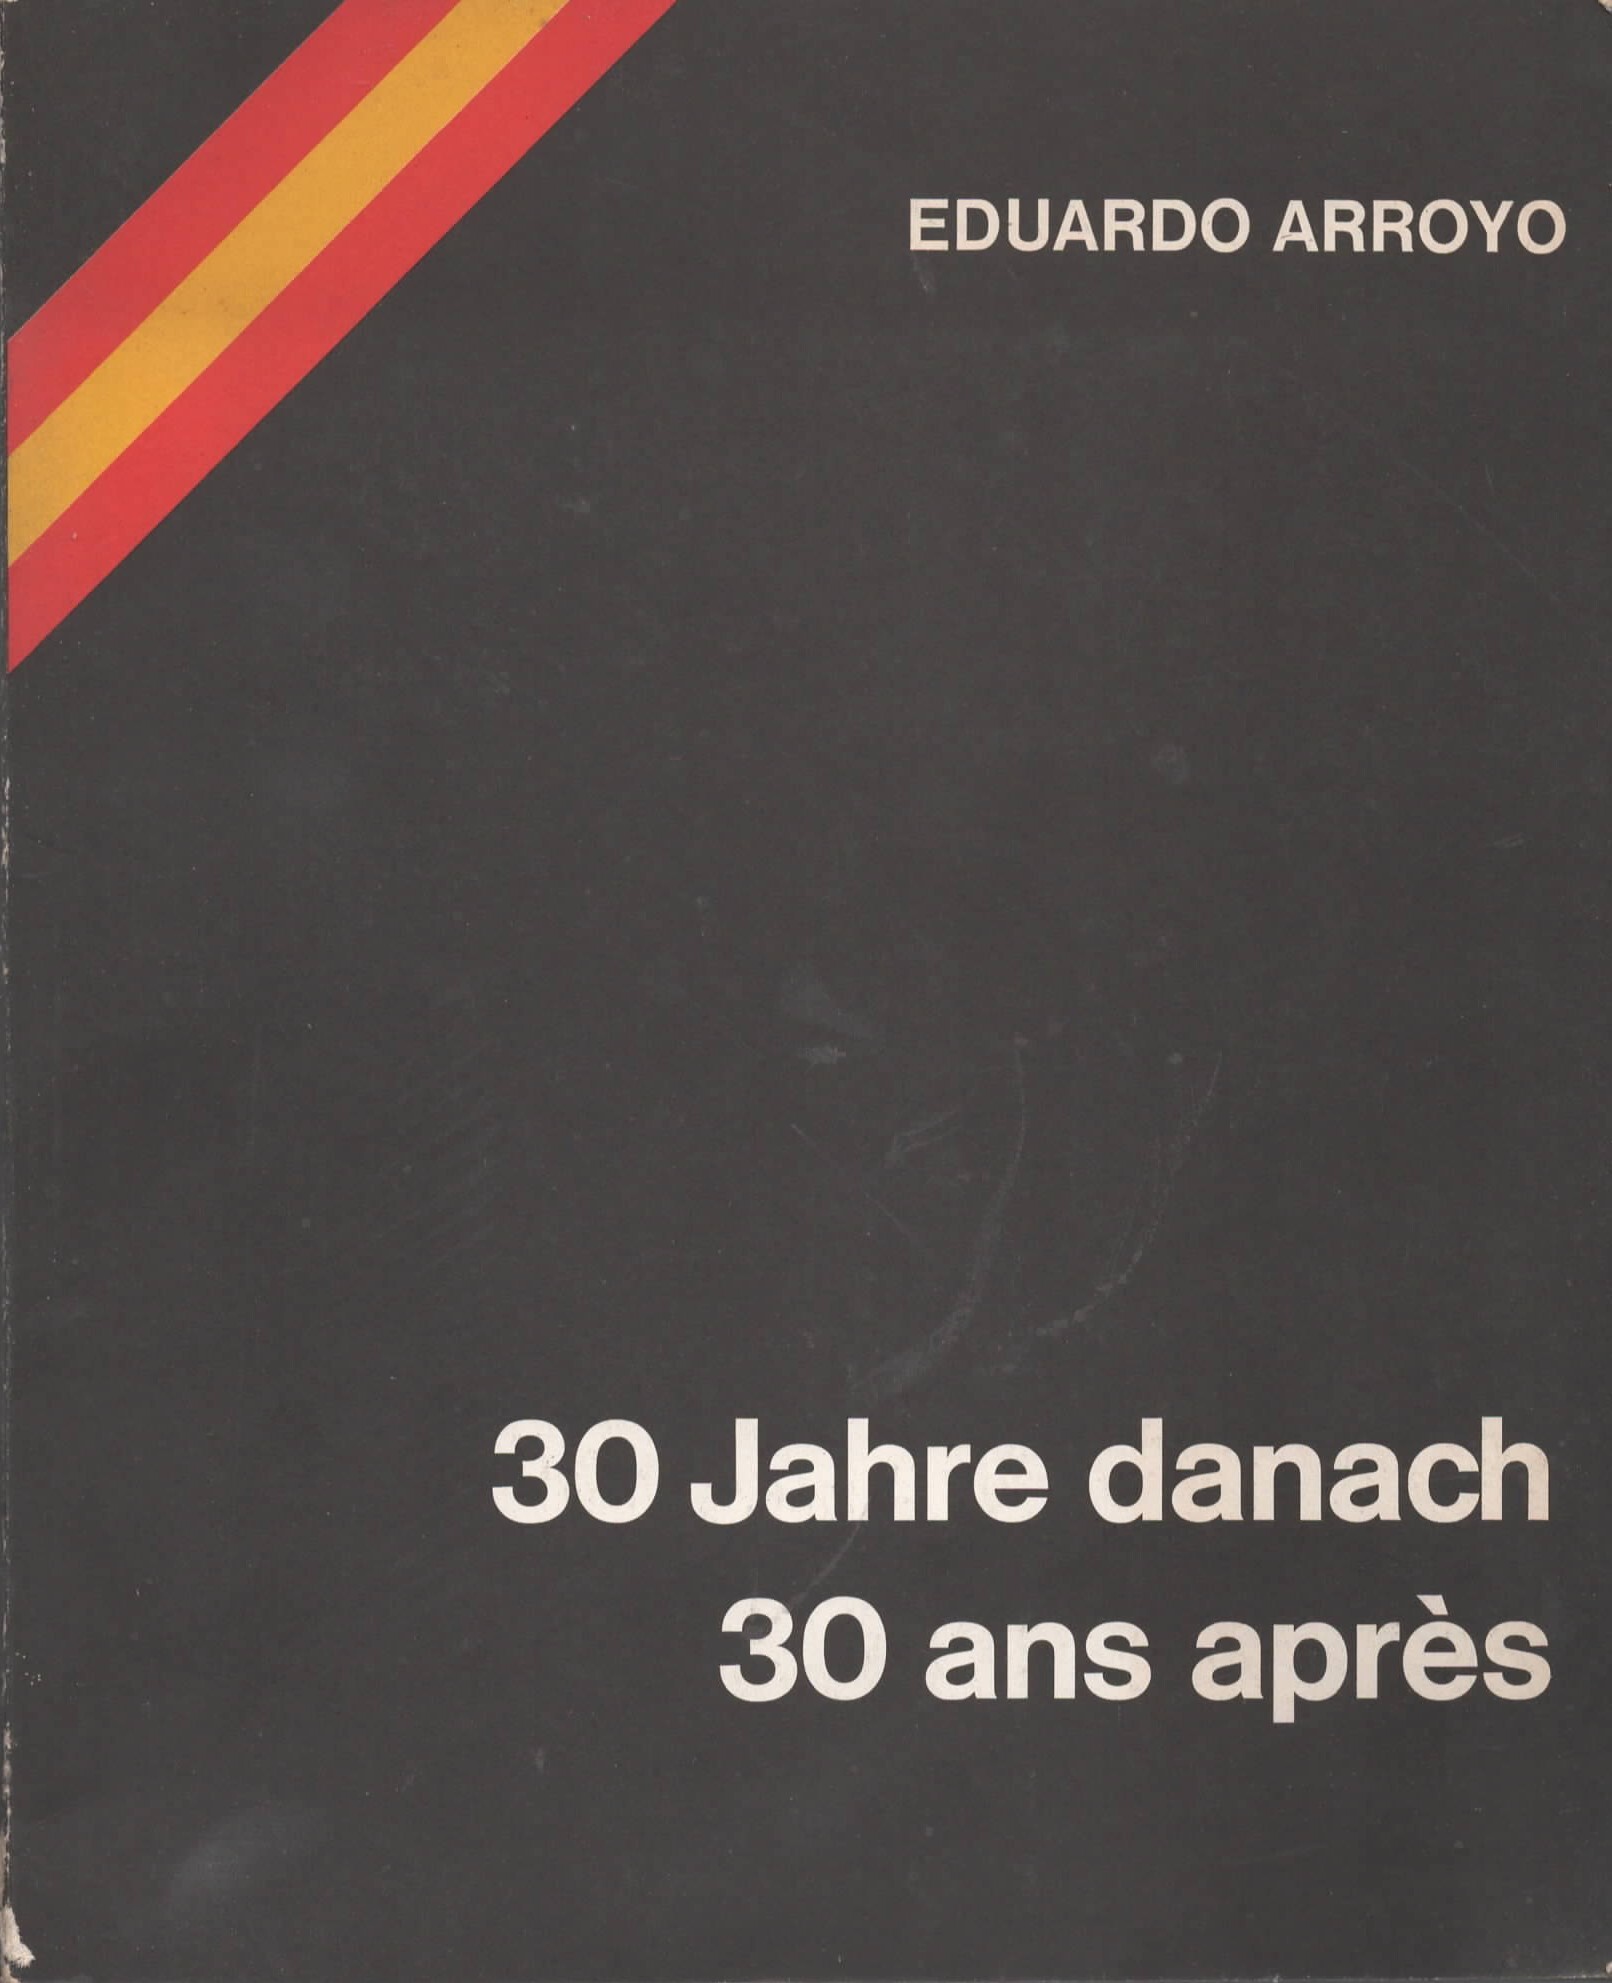 EDUARDO ARROYO
30 Jahre danach
30 ans après